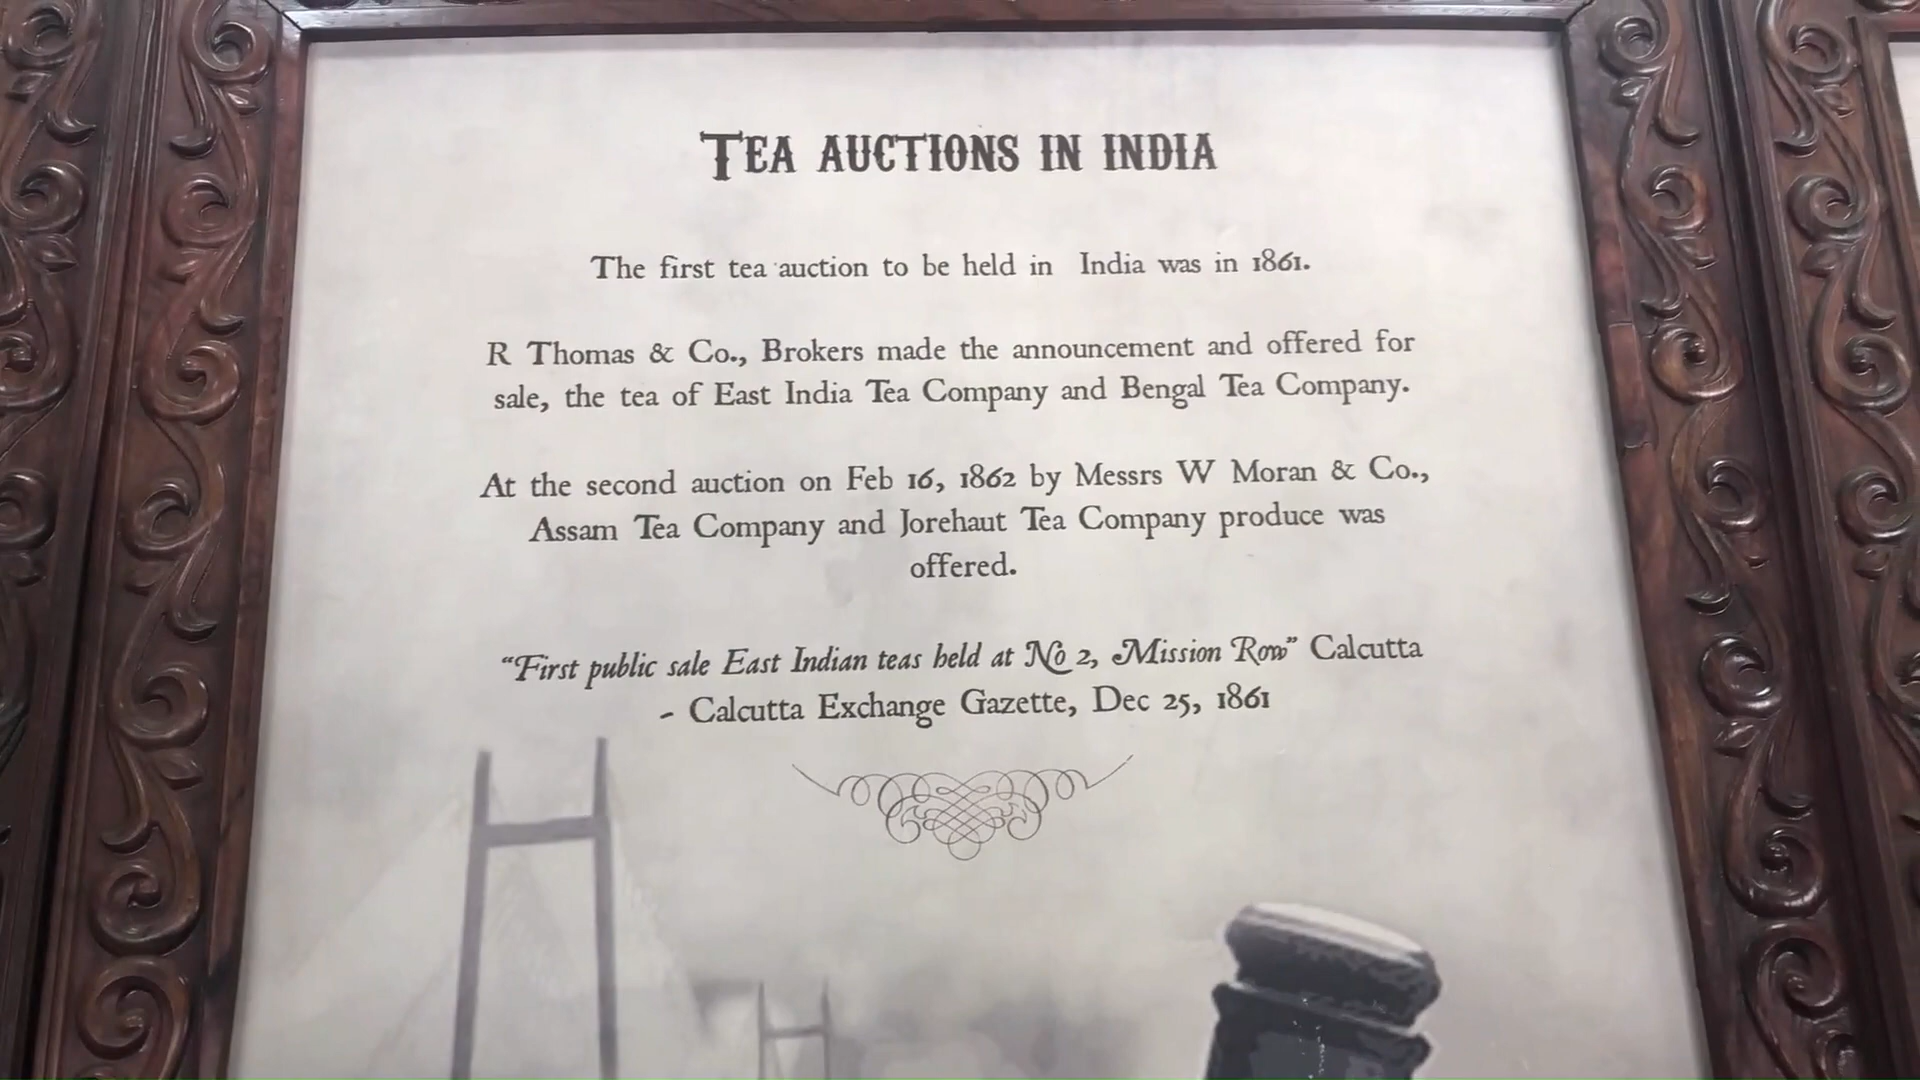 TEA AUCTIONS IN INDIA
The first tea auction to be held in India was in 1861.
R Thomas & Co., Brokers made the announcement and offered for
sale, the tea of East India Tea Company and Bengal Tea Company.
At the second auction on Feb 16, 1862 by Messrs W Moran & Co.,
Assam Tea Company and Jorehaut Tea Company produce was
offered.
“First public sale East Indian teas held at No 2, Mission Row” Calcutta
- Calcutta Exchange Gazette, Dec 25, 1861